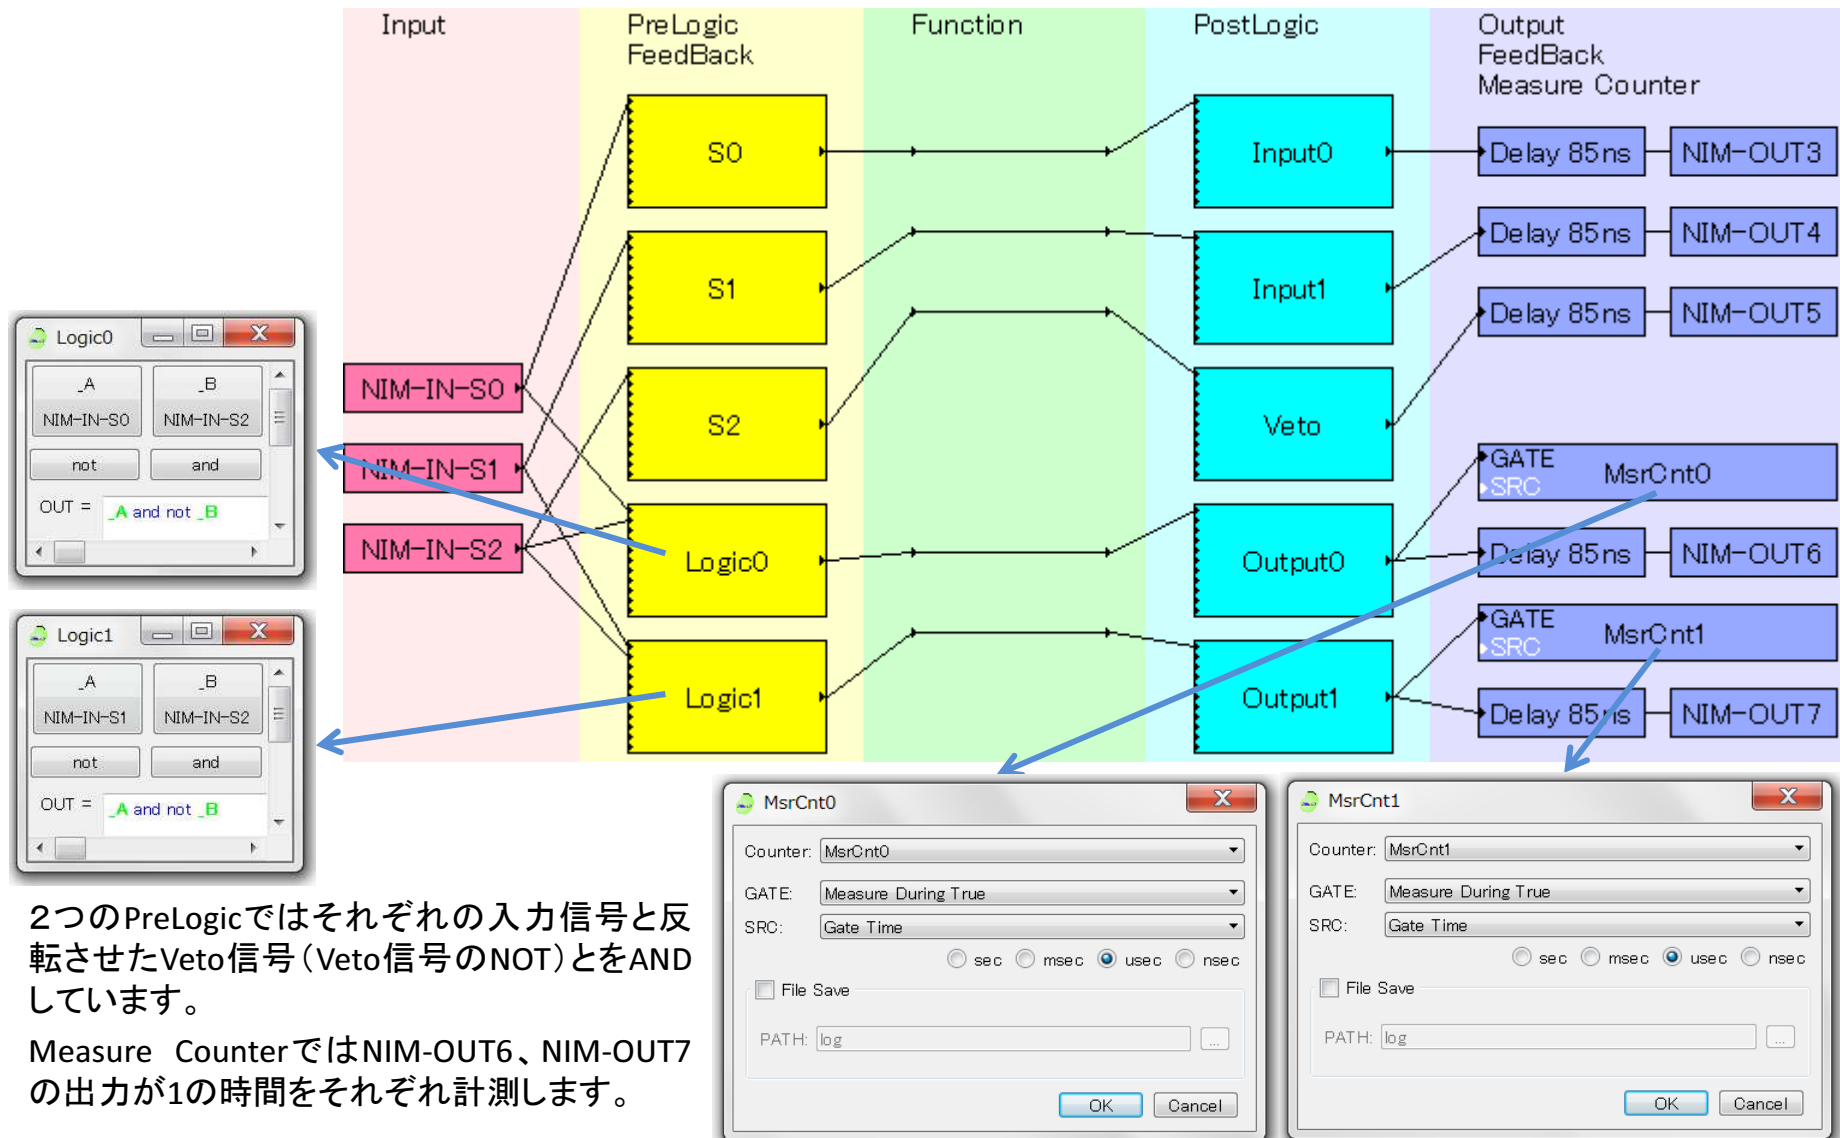 Input
PreLogic
FeedBack
Function
PostLogic
Output
FeedBack
Measure Counter
S0
Input0
Delay 85ns
NIM-OUT3
S1
Input1
Delay 85ns
NIM-OUT4
S2
Veto
Delay 85ns
NIM-OUT5
NIM-IN-S0
NIM-IN-S1
NIM-IN-S2
Logic0
Output0
GATE
SRC
MsrCnt0
Delay 85ns
NIM-OUT6
Logic1
Output1
GATE
SRC
MsrCnt1
Delay 85ns
NIM-OUT7
Logic0
_A
NIM-IN-S0
_B
NIM-IN-S2
not
and
OUT = _A and not _B
Logic1
_A
NIM-IN-S1
_B
NIM-IN-S2
not
and
OUT = _A and not _B
MsrCnt0
Counter: MsrCnt0
GATE: Measure During True
SRC: Gate Time
sec msec usec nsec
File Save
PATH: log ...
OK Cancel
MsrCnt1
Counter: MsrCnt1
GATE: Measure During True
SRC: Gate Time
sec msec usec nsec
File Save
PATH: log ...
OK Cancel
２つのPreLogicではそれぞれの入力信号と反
転させたVeto信号（Veto信号のNOT）とをAND
しています。
Measure CounterではNIM-OUT6、NIM-OUT7
の出力が1の時間をそれぞれ計測します。